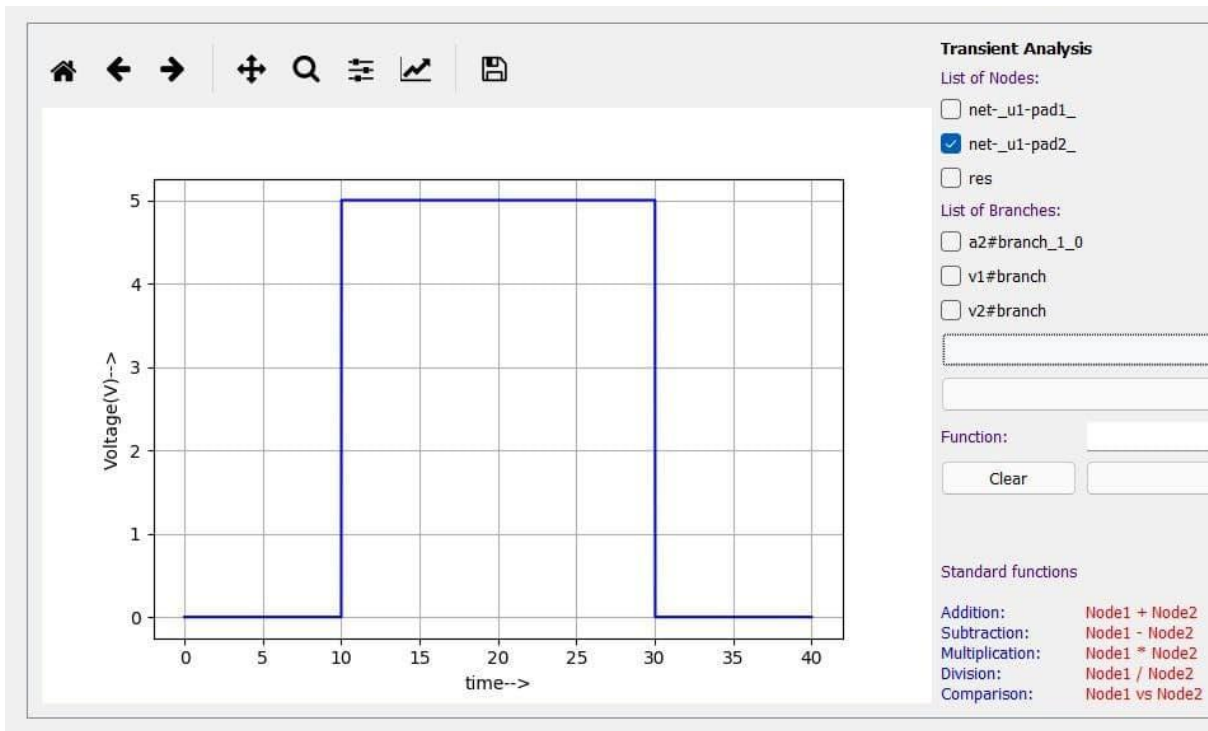 Transient Analysis
List of Nodes:
net-_u1-pad1_
net-_u1-pad2_
res
List of Branches:
a2#branch_1_0
v1#branch
v2#branch
Function:
Clear
Standard functions
Addition: Node1 + Node2
Subtraction: Node1 - Node2
Multiplication: Node1 * Node2
Division: Node1 / Node2
Comparison: Node1 vs Node2
Voltage(V)-->
5
4
3
2
1
0
0 5 10 15 20 25 30 35 40
time-->